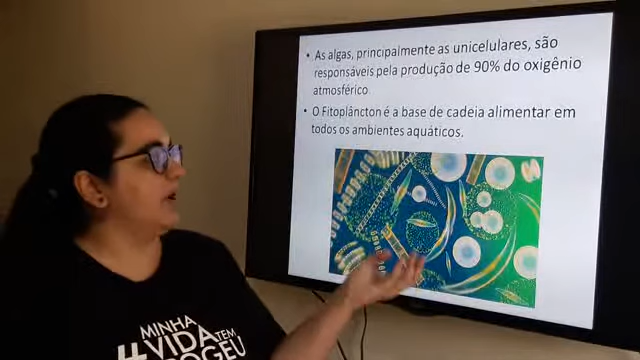 • As algas, principalmente as unicelulares, são
responsáveis pela produção de 90% do oxigênio
atmosférico
• O Fitoplâncton é a base de cadeia alimentar em
todos os ambientes aquáticos.
MINHA
#VIDA TEM